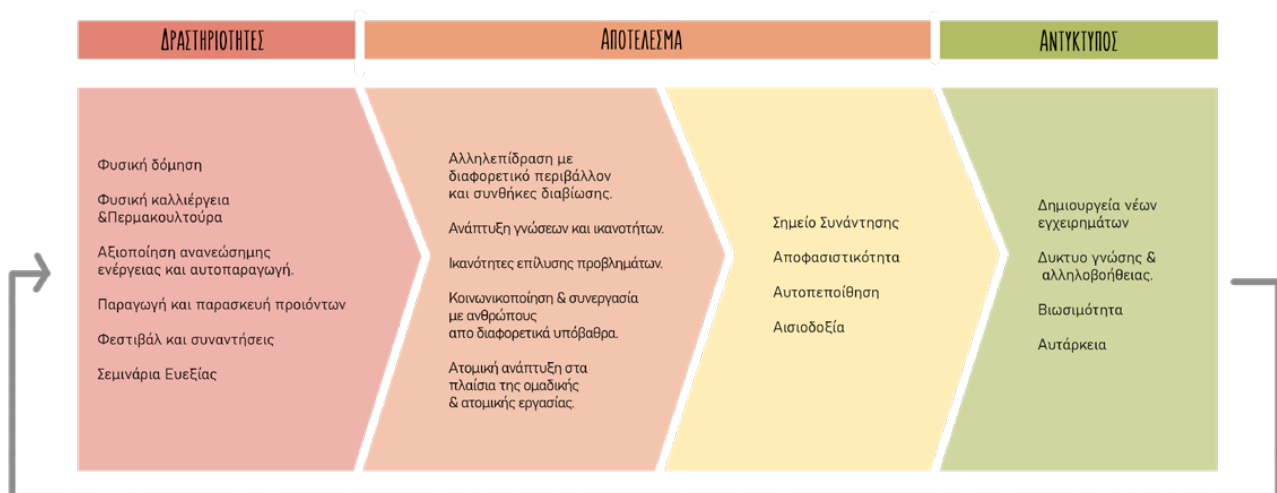 ΔΡΑΣΤΗΡΙΟΤΗΤΕΣ
ΑΠΟΤΕΛΕΣΜΑ
ΑΝΤΥΚΤΥΠΟΣ
Φυσική δόμηση
Φυσική καλλιέργεια
&Περμακουλτούρα
Αξιοποίηση ανανεώσημης
ενέργειας και αυτοπαραγωγή.
Παραγωγή και παρασκευή προιόντων
Φεστιβάλ και συναντήσεις
Σεμινάρια Ευεξίας
Αλληλεπίδραση με
διαφορετικό περιβάλλον
και συνθήκες διαβίωσης.
Ανάπτυξη γνώσεων και ικανοτήτων.
Ικανότητες επίλυσης προβλημάτων.
Κοινωνικοποίηση & συνεργασία
με ανθρώπους
απο διαφορετικά υπόβαθρα.
Ατομική ανάπτυξη στα
πλαίσια της ομαδικής
& ατομικής εργασίας.
Σημείο Συνάντησης
Αποφασιστικότητα
Αυτοπεποίθηση
Αισιοδοξία
Δημιουργεία νέων
εγχειρημάτων
Δυκτυο γνώσης &
αλληλοβοήθειας.
Βιωσιμότητα
Αυτάρκεια